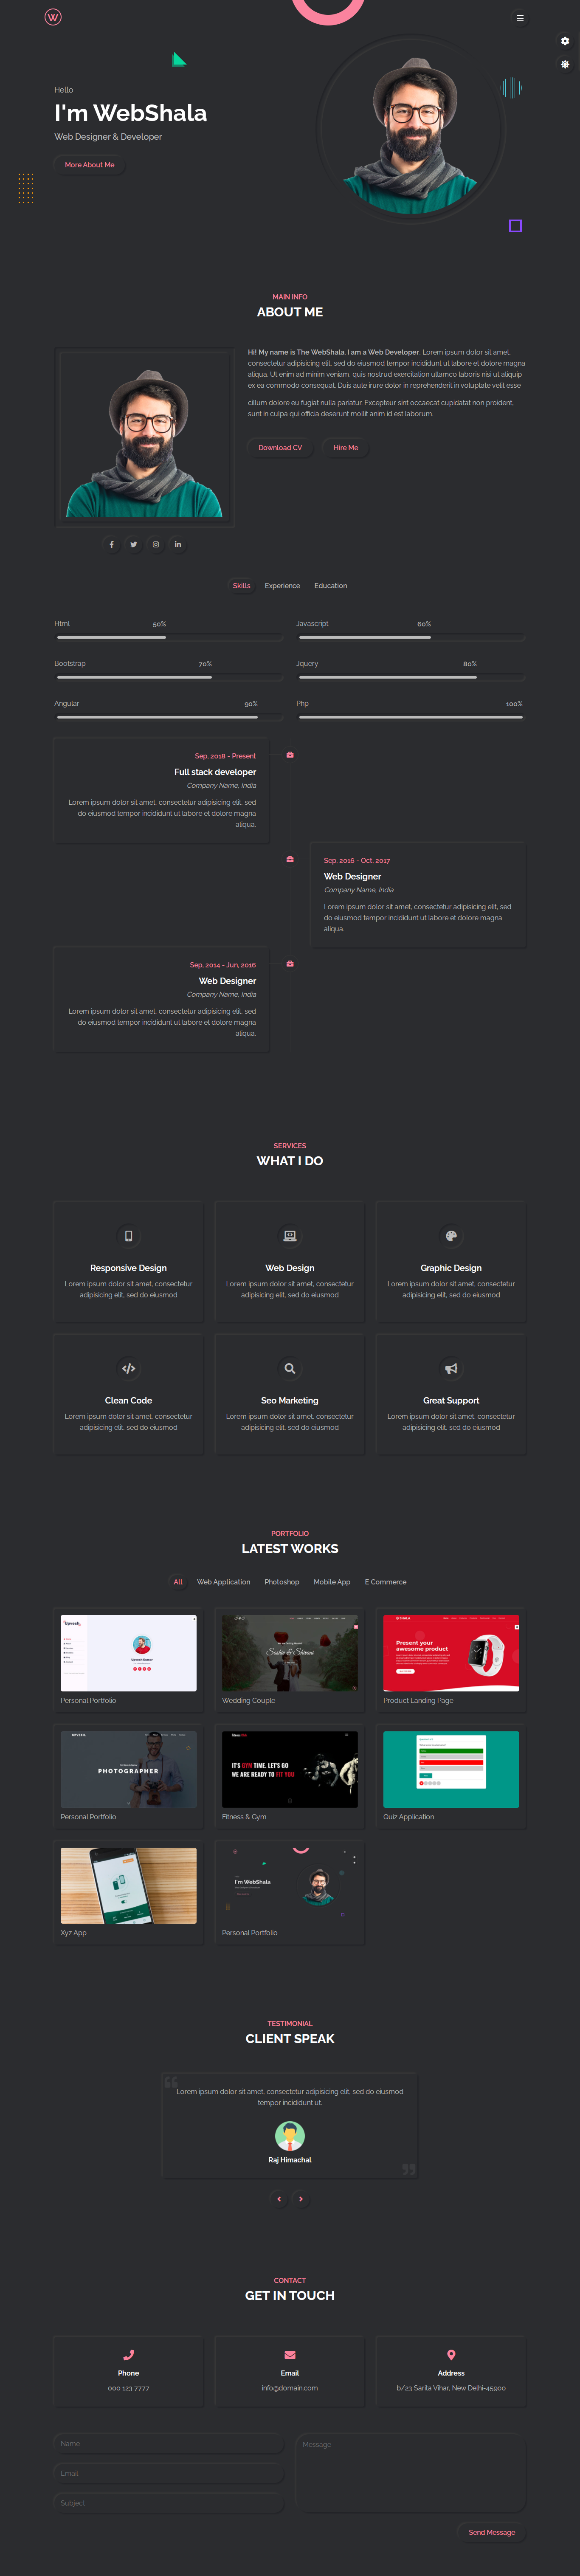 W
Hello
I'm WebShala
Web Designer & Developer
More About Me
MAIN INFO
ABOUT ME
Hi! My name is The WebShala. I am a Web Developer, Lorem ipsum dolor sit amet,
consectetur adipisicing elit, sed do eiusmod tempor incididunt ut labore et dolore magna
aliqua. Ut enim ad minim veniam, quis nostrud exercitation ullamco laboris nisi ut aliquip
ex ea commodo consequat. Duis aute irure dolor in reprehenderit in voluptate velit esse
cillum dolore eu fugiat nulla pariatur. Excepteur sint occaecat cupidatat non proident,
sunt in culpa qui officia deserunt mollit anim id est laborum.
Download CV
Hire Me
Skills
Experience
Education
Html 50%
Javascript 60%
Bootstrap 70%
Jquery 80%
Angular 90%
Php 100%
Sep, 2018 - Present
Full stack developer
Company Name, India
Lorem ipsum dolor sit amet, consectetur adipisicing elit, sed
do eiusmod tempor incididunt ut labore et dolore magna
aliqua.
Sep, 2016 - Oct, 2017
Web Designer
Company Name, India
Lorem ipsum dolor sit amet, consectetur adipisicing elit, sed
do eiusmod tempor incididunt ut labore et dolore magna
aliqua.
Sep, 2014 - Jun, 2016
Web Designer
Company Name, India
Lorem ipsum dolor sit amet, consectetur adipisicing elit, sed
do eiusmod tempor incididunt ut labore et dolore magna
aliqua.
SERVICES
WHAT I DO
Responsive Design
Lorem ipsum dolor sit amet, consectetur
adipisicing elit, sed do eiusmod
Web Design
Lorem ipsum dolor sit amet, consectetur
adipisicing elit, sed do eiusmod
Graphic Design
Lorem ipsum dolor sit amet, consectetur
adipisicing elit, sed do eiusmod
Clean Code
Lorem ipsum dolor sit amet, consectetur
adipisicing elit, sed do eiusmod
Seo Marketing
Lorem ipsum dolor sit amet, consectetur
adipisicing elit, sed do eiusmod
Great Support
Lorem ipsum dolor sit amet, consectetur
adipisicing elit, sed do eiusmod
PORTFOLIO
LATEST WORKS
All
Web Application
Photoshop
Mobile App
E Commerce
Personal Portfolio
Wedding Couple
Present your
awesome product
Product Landing Page
PHOTOGRAPHER
Personal Portfolio
IT'S GYM TIME. LET'S GO
WE ARE READY TO FIT YOU
Fitness & Gym
Quiz Application
Xyz App
I'm WebShala
Personal Portfolio
TESTIMONIAL
CLIENT SPEAK
Lorem ipsum dolor sit amet, consectetur adipisicing elit, sed do eiusmod
tempor incididunt ut.
Raj Himachal
CONTACT
GET IN TOUCH
Phone
000 123 7777
Email
info@domain.com
Address
b/23 Sarita Vihar, New Delhi-45900
Name
Message
Email
Subject
Send Message